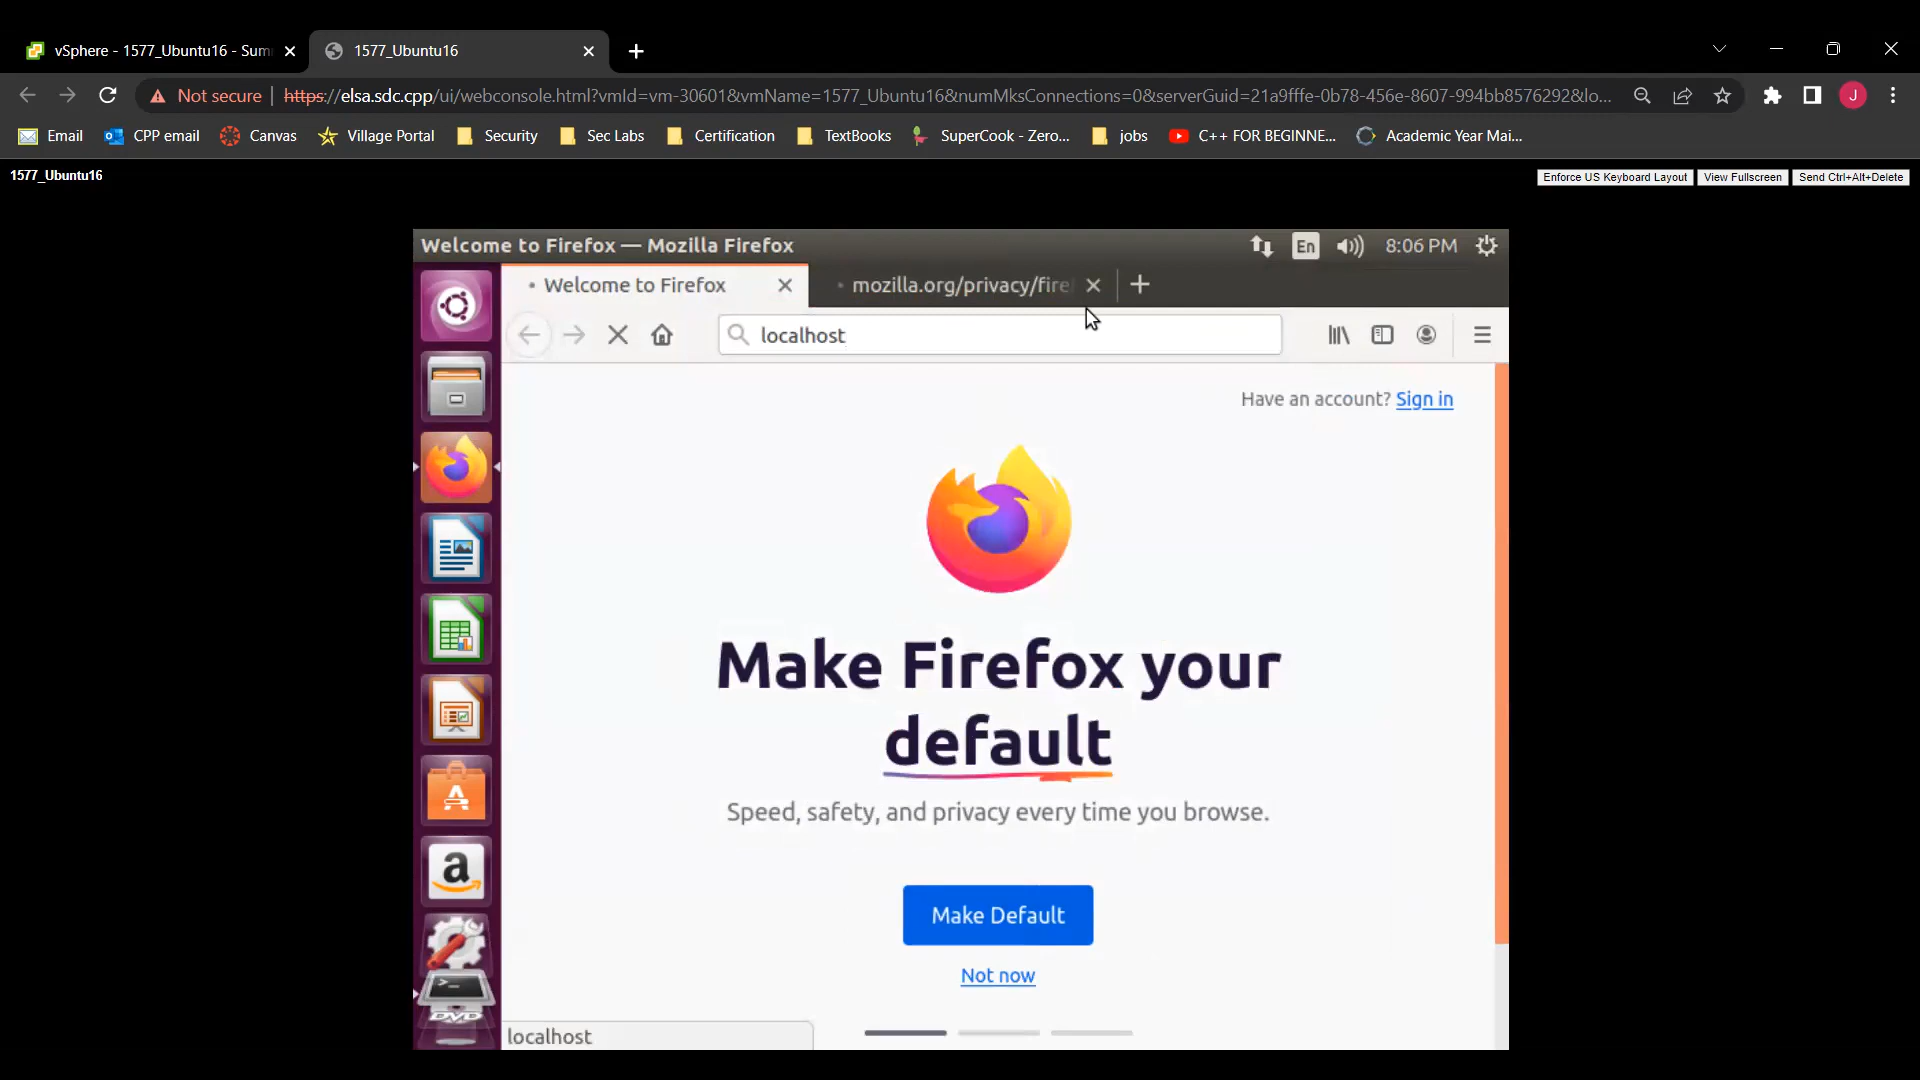 vSphere - 1577_Ubuntu16 - Sum
1577_Ubuntu16
Not secure
https://elsa.sdc.cpp/ui/webconsole.html?vmId=vm-30601&vmName=1577_Ubuntu16&numMksConnections=0&serverGuid=21a9fffe-0b78-456e-8607-994bb8576292&lo...
J
Email
CPP email
Canvas
Village Portal
Security
Sec Labs
Certification
TextBooks
SuperCook - Zero...
jobs
C++ FOR BEGINNE...
Academic Year Mai...
1577_Ubuntu16
Enforce US Keyboard Layout
View Fullscreen
Send Ctrl+Alt+Delete
Welcome to Firefox — Mozilla Firefox
En
8:06 PM
Welcome to Firefox
mozilla.org/privacy/fire
localhost
Have an account? Sign in
Make Firefox your
default
Speed, safety, and privacy every time you browse.
Make Default
Not now
a
DVD
localhost